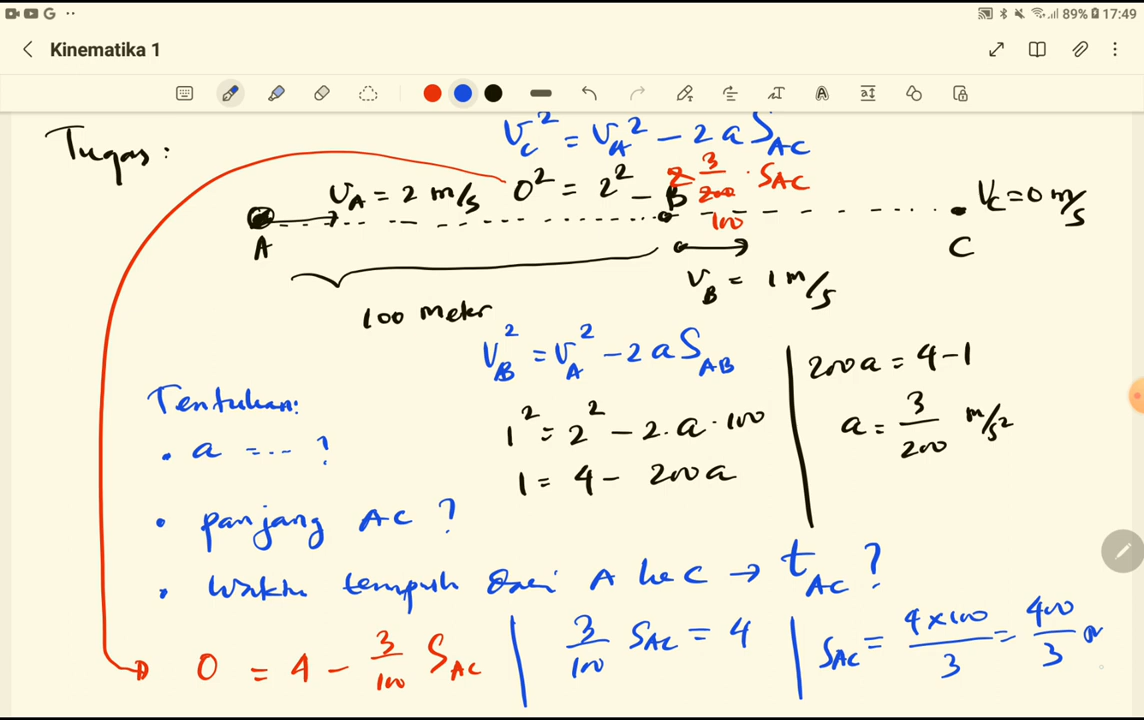 89% 17:49
Kinematika 1
Tugas:
V_C² = V_A² - 2 a S_AC
V_A = 2 m/s
0² = 2² - 2 3/200 · S_AC
100
A
B
V_C = 0 m/s
C
V_B = 1 m/s
100 meter
V_B² = V_A² - 2 a S_AB
1² = 2² - 2. a . 100
1 = 4 - 200a
200a = 4 - 1
a = 3/200 m/s²
Tentukan:
• a = ... ?
• panjang AC ?
• Waktu tempuh dari A ke C → t_AC ?
0 = 4 - 3/100 S_AC
3/100 S_AC = 4
S_AC = 4×100/3 = 400/3